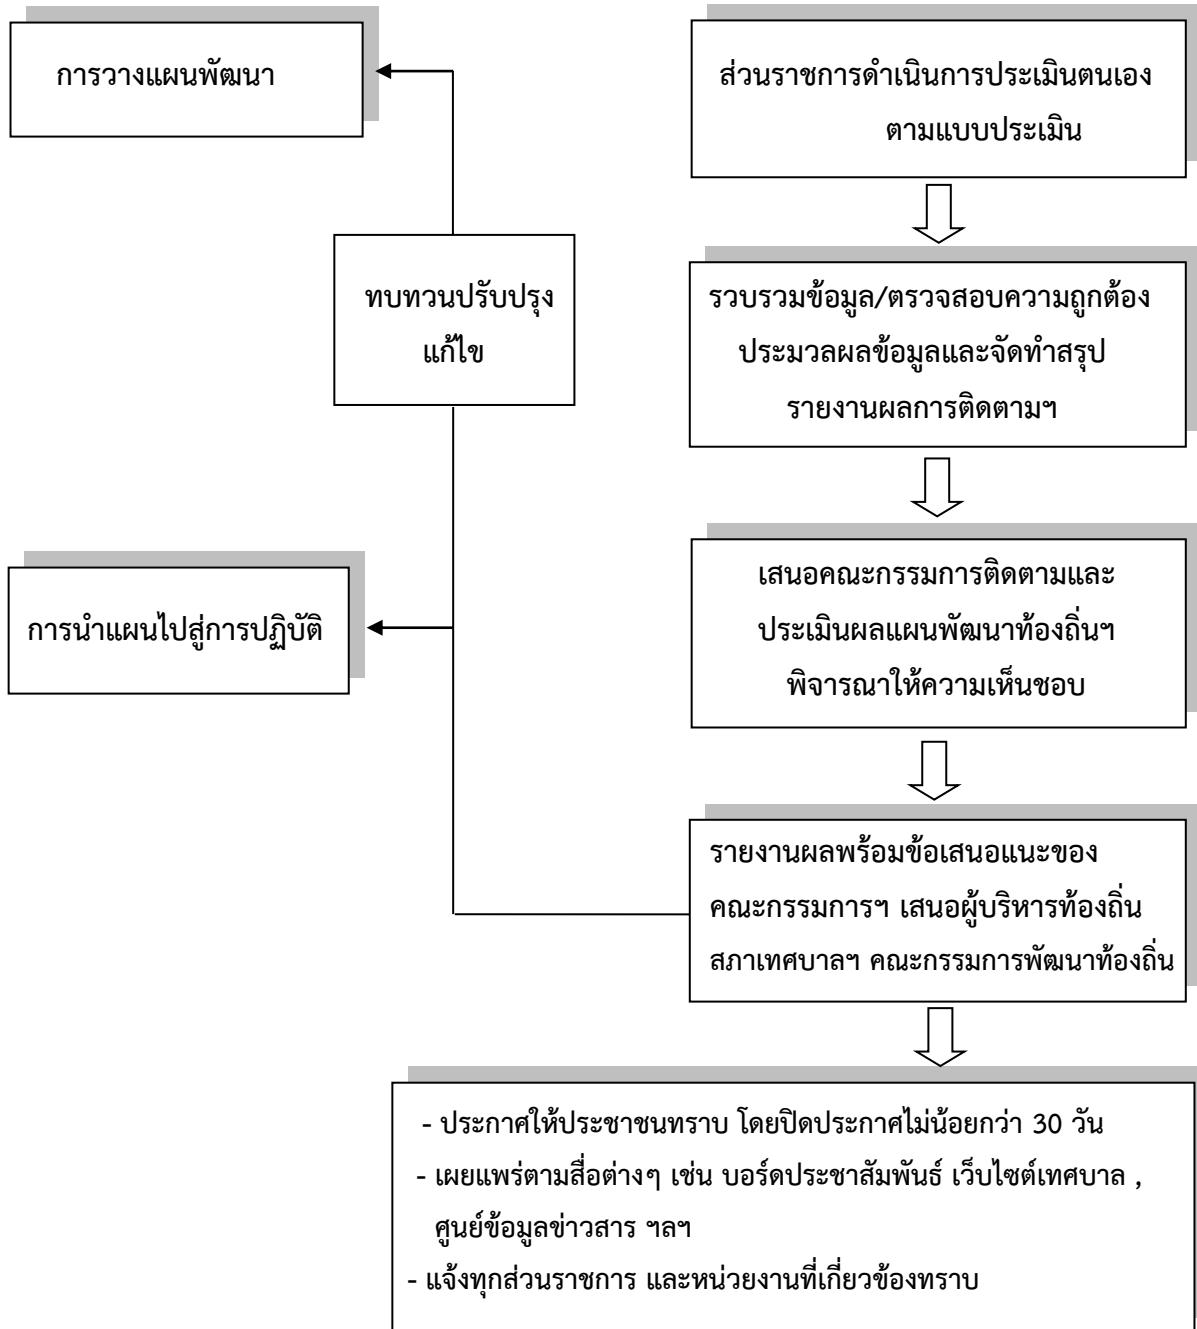 การวางแผนพัฒนา
ส่วนราชการดำเนินการประเมินตนเอง
ตามแบบประเมิน
ทบทวนปรับปรุง
แก้ไข
รวบรวมข้อมูล/ตรวจสอบความถูกต้อง
ประมวลผลข้อมูลและจัดทำสรุป
รายงานผลการติดตามฯ
การนำแผนไปสู่การปฏิบัติ
เสนอคณะกรรมการติดตามและ
ประเมินผลแผนพัฒนาท้องถิ่นฯ
พิจารณาให้ความเห็นชอบ
รายงานผลพร้อมข้อเสนอแนะของ
คณะกรรมการฯ เสนอผู้บริหารท้องถิ่น
สภาเทศบาลฯ คณะกรรมการพัฒนาท้องถิ่น
- ประกาศให้ประชาชนทราบ โดยปิดประกาศไม่น้อยกว่า 30 วัน
- เผยแพร่ตามสื่อต่างๆ เช่น บอร์ดประชาสัมพันธ์ เว็บไซต์เทศบาล ,
ศูนย์ข้อมูลข่าวสาร ฯลฯ
- แจ้งทุกส่วนราชการ และหน่วยงานที่เกี่ยวข้องทราบ